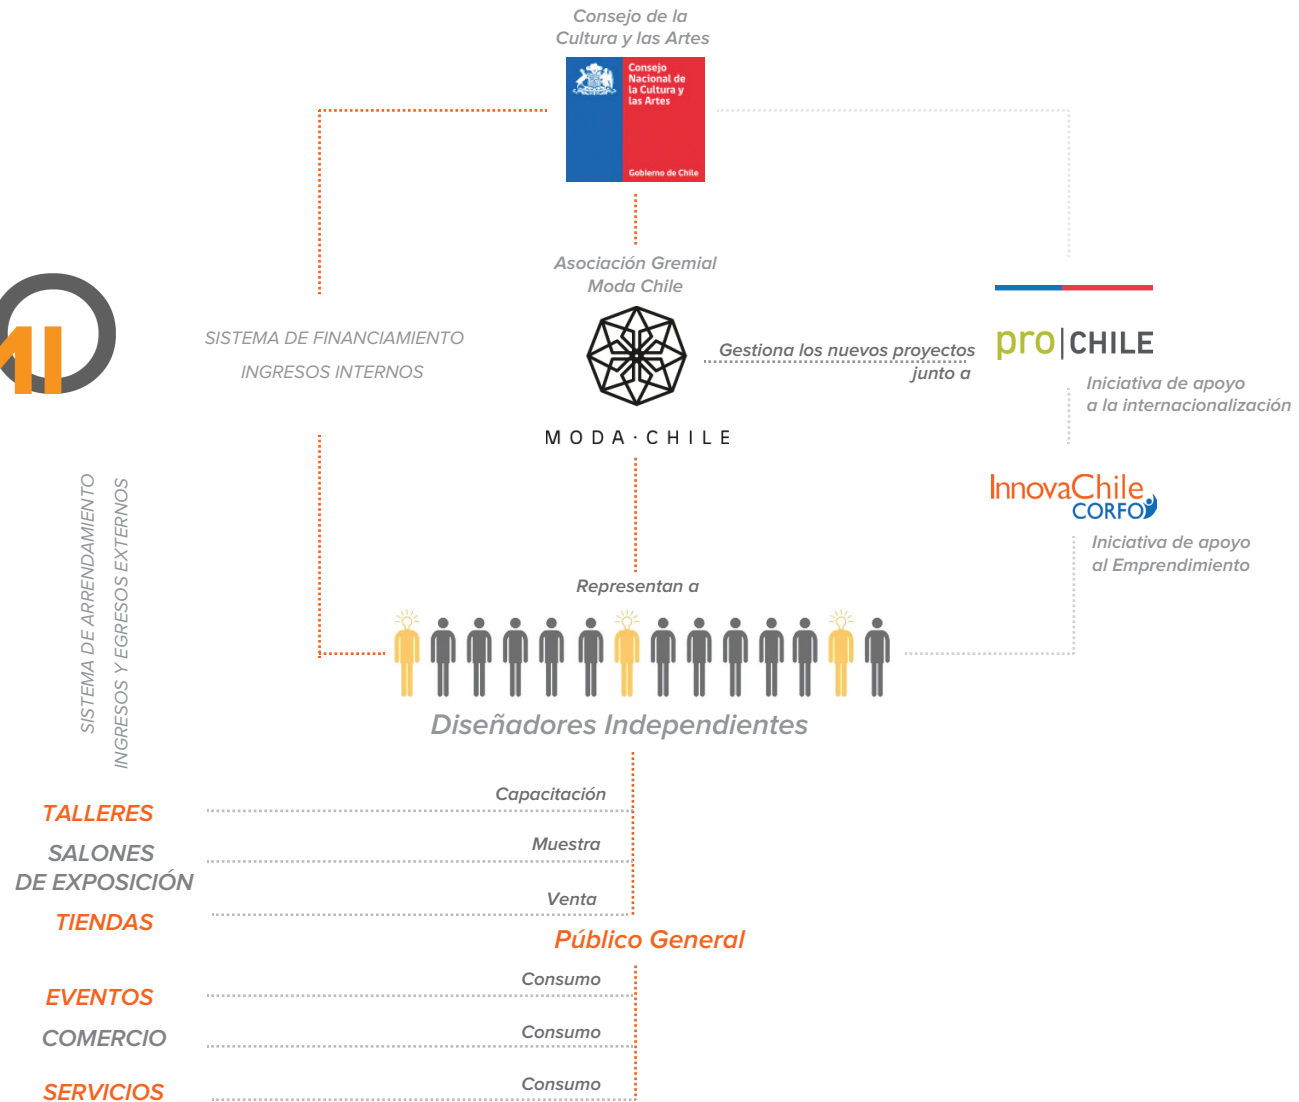 Consejo de la
Cultura y las Artes
Consejo
Nacional de
la Cultura y
las Artes
Gobierno de Chile
Asociación Gremial
Moda Chile
SISTEMA DE FINANCIAMIENTO
INGRESOS INTERNOS
MODA·CHILE
Gestiona los nuevos proyectos
junto a
pro|CHILE
Iniciativa de apoyo
a la internacionalización
InnovaChile
CORFO
Iniciativa de apoyo
al Emprendimiento
SISTEMA DE ARRENDAMIENTO
INGRESOS Y EGRESOS EXTERNOS
Representan a
Diseñadores Independientes
Capacitación
TALLERES
Muestra
SALONES
DE EXPOSICIÓN
Venta
TIENDAS
Público General
Consumo
EVENTOS
Consumo
COMERCIO
Consumo
SERVICIOS